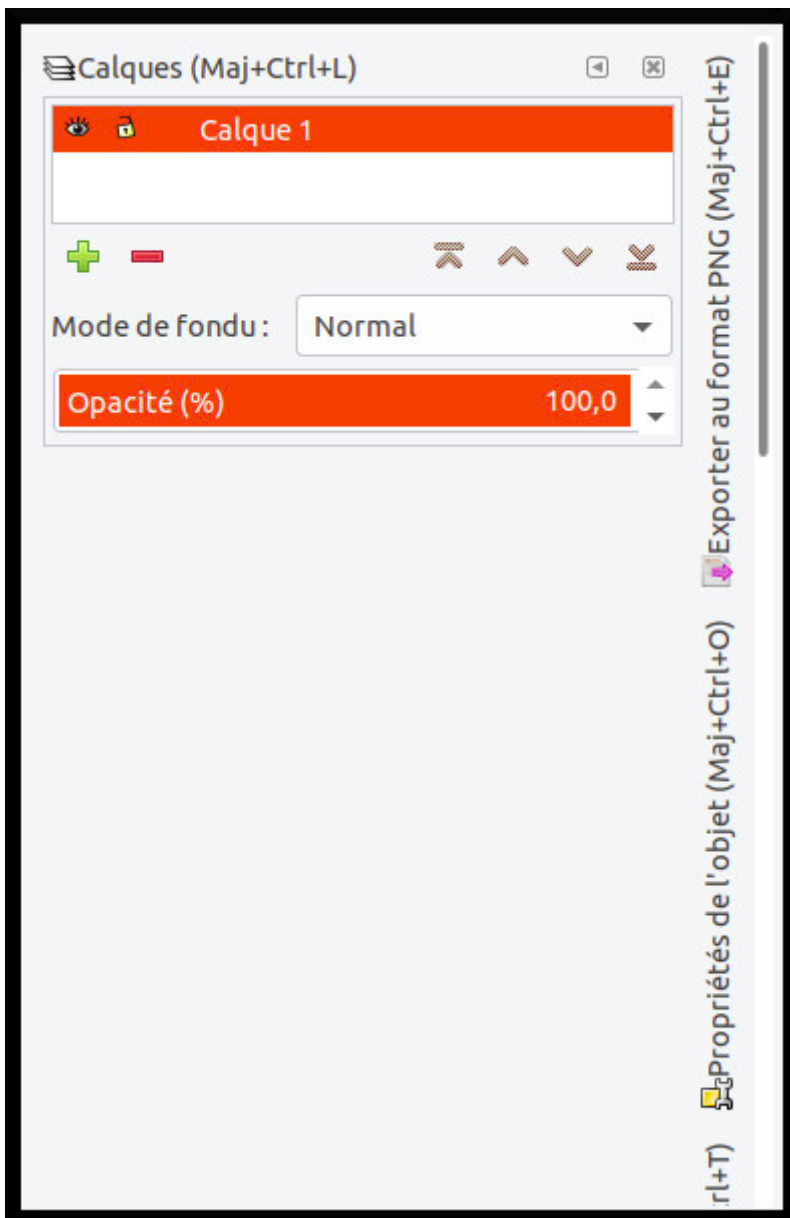 Calques (Maj+Ctrl+L)
Calque 1
Mode de fondu :
Normal
Opacité (%)
100,0
Exporter au format PNG (Maj+Ctrl+E)
Propriétés de l'objet (Maj+Ctrl+O)
rl+T)